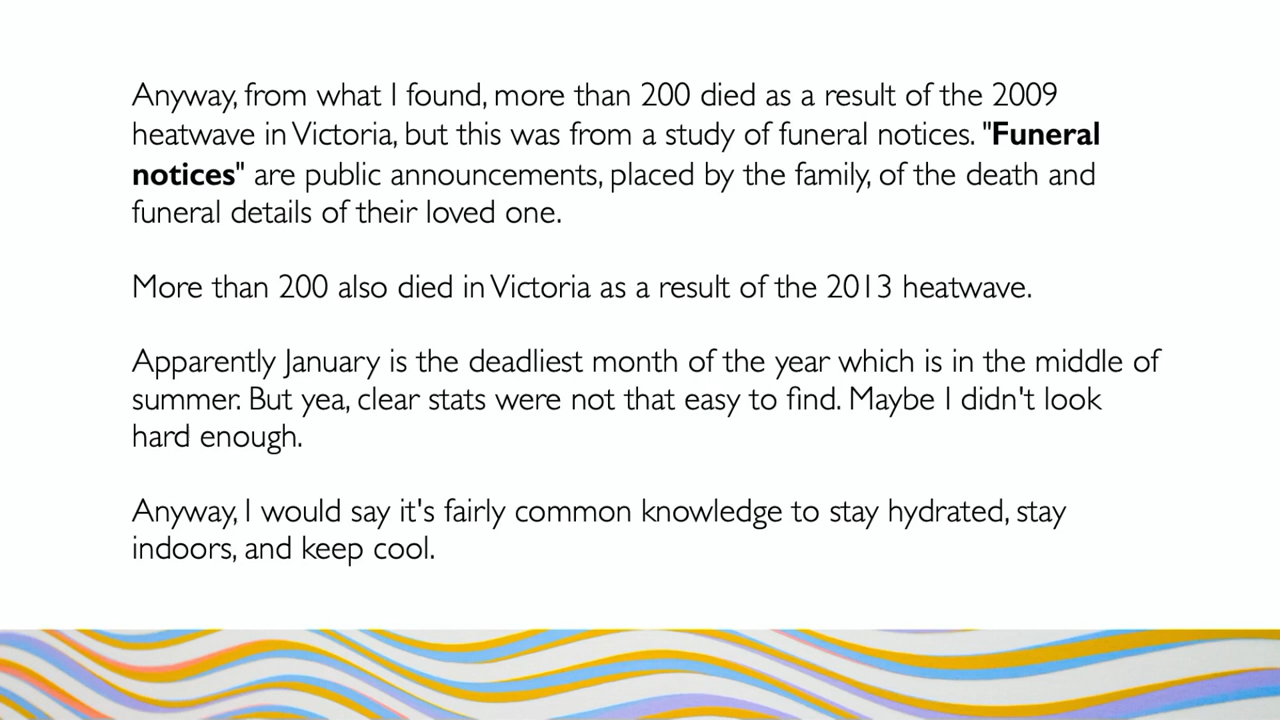 Anyway, from what I found, more than 200 died as a result of the 2009
heatwave in Victoria, but this was from a study of funeral notices. "Funeral
notices" are public announcements, placed by the family, of the death and
funeral details of their loved one.
More than 200 also died in Victoria as a result of the 2013 heatwave.
Apparently January is the deadliest month of the year which is in the middle of
summer. But yea, clear stats were not that easy to find. Maybe I didn't look
hard enough.
Anyway, I would say it's fairly common knowledge to stay hydrated, stay
indoors, and keep cool.